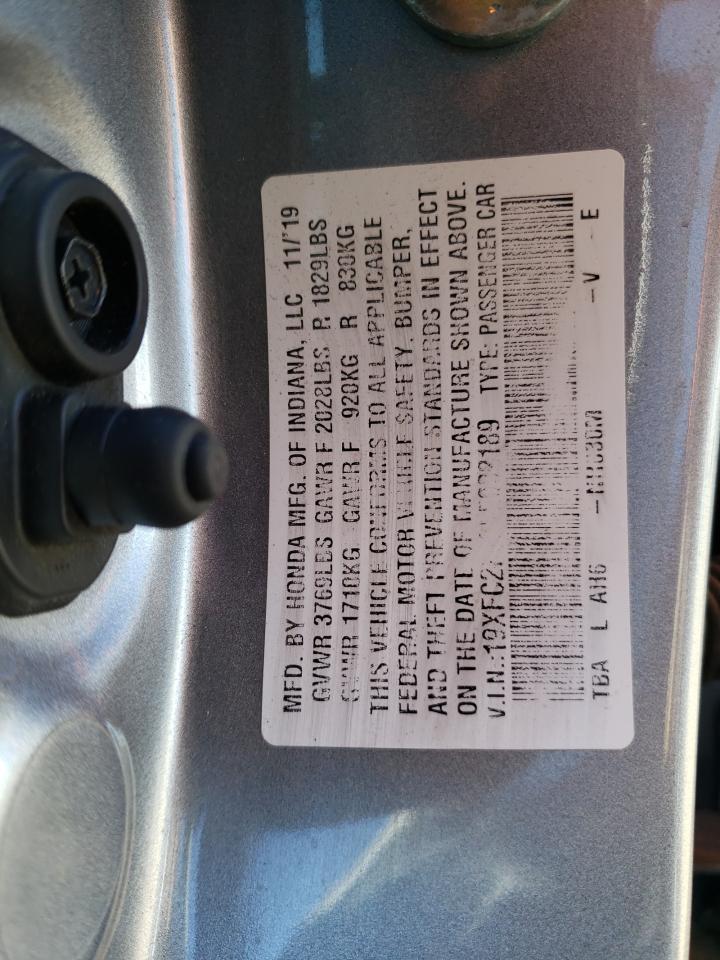 MFD. BY HONDA MFG. OF INDIANA, LLC 11/'19
GVWR 3769LBS GAWR F 2028LBS R 1829LBS
GVWR 1710KG GAWR F 920KG R 830KG
THIS VEHICLE CONFORMS TO ALL APPLICABLE
FEDERAL MOTOR VEHICLE SAFETY, BUMPER,
AND THEFT PREVENTION STANDARDS IN EFFECT
ON THE DATE OF MANUFACTURE SHOWN ABOVE.
V.I.N.: TYPE: PASSENGER CAR
TBA L AH6 -V E